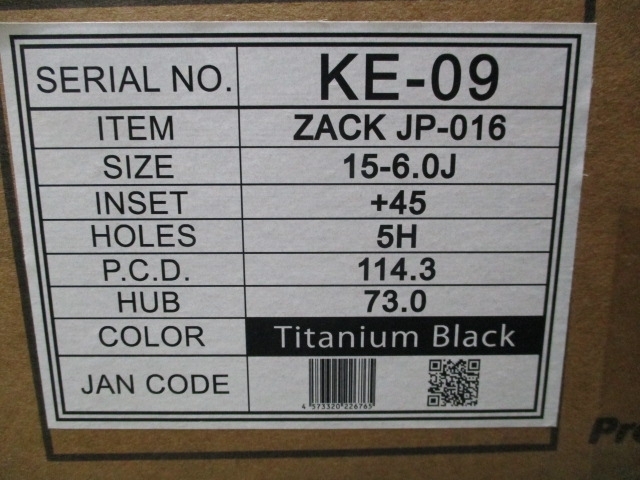 SERIAL NO. KE-09
ITEM ZACK JP-016
SIZE 15-6.0J
INSET +45
HOLES 5H
P.C.D. 114.3
HUB 73.0
COLOR Titanium Black
JAN CODE
4 573320 226765